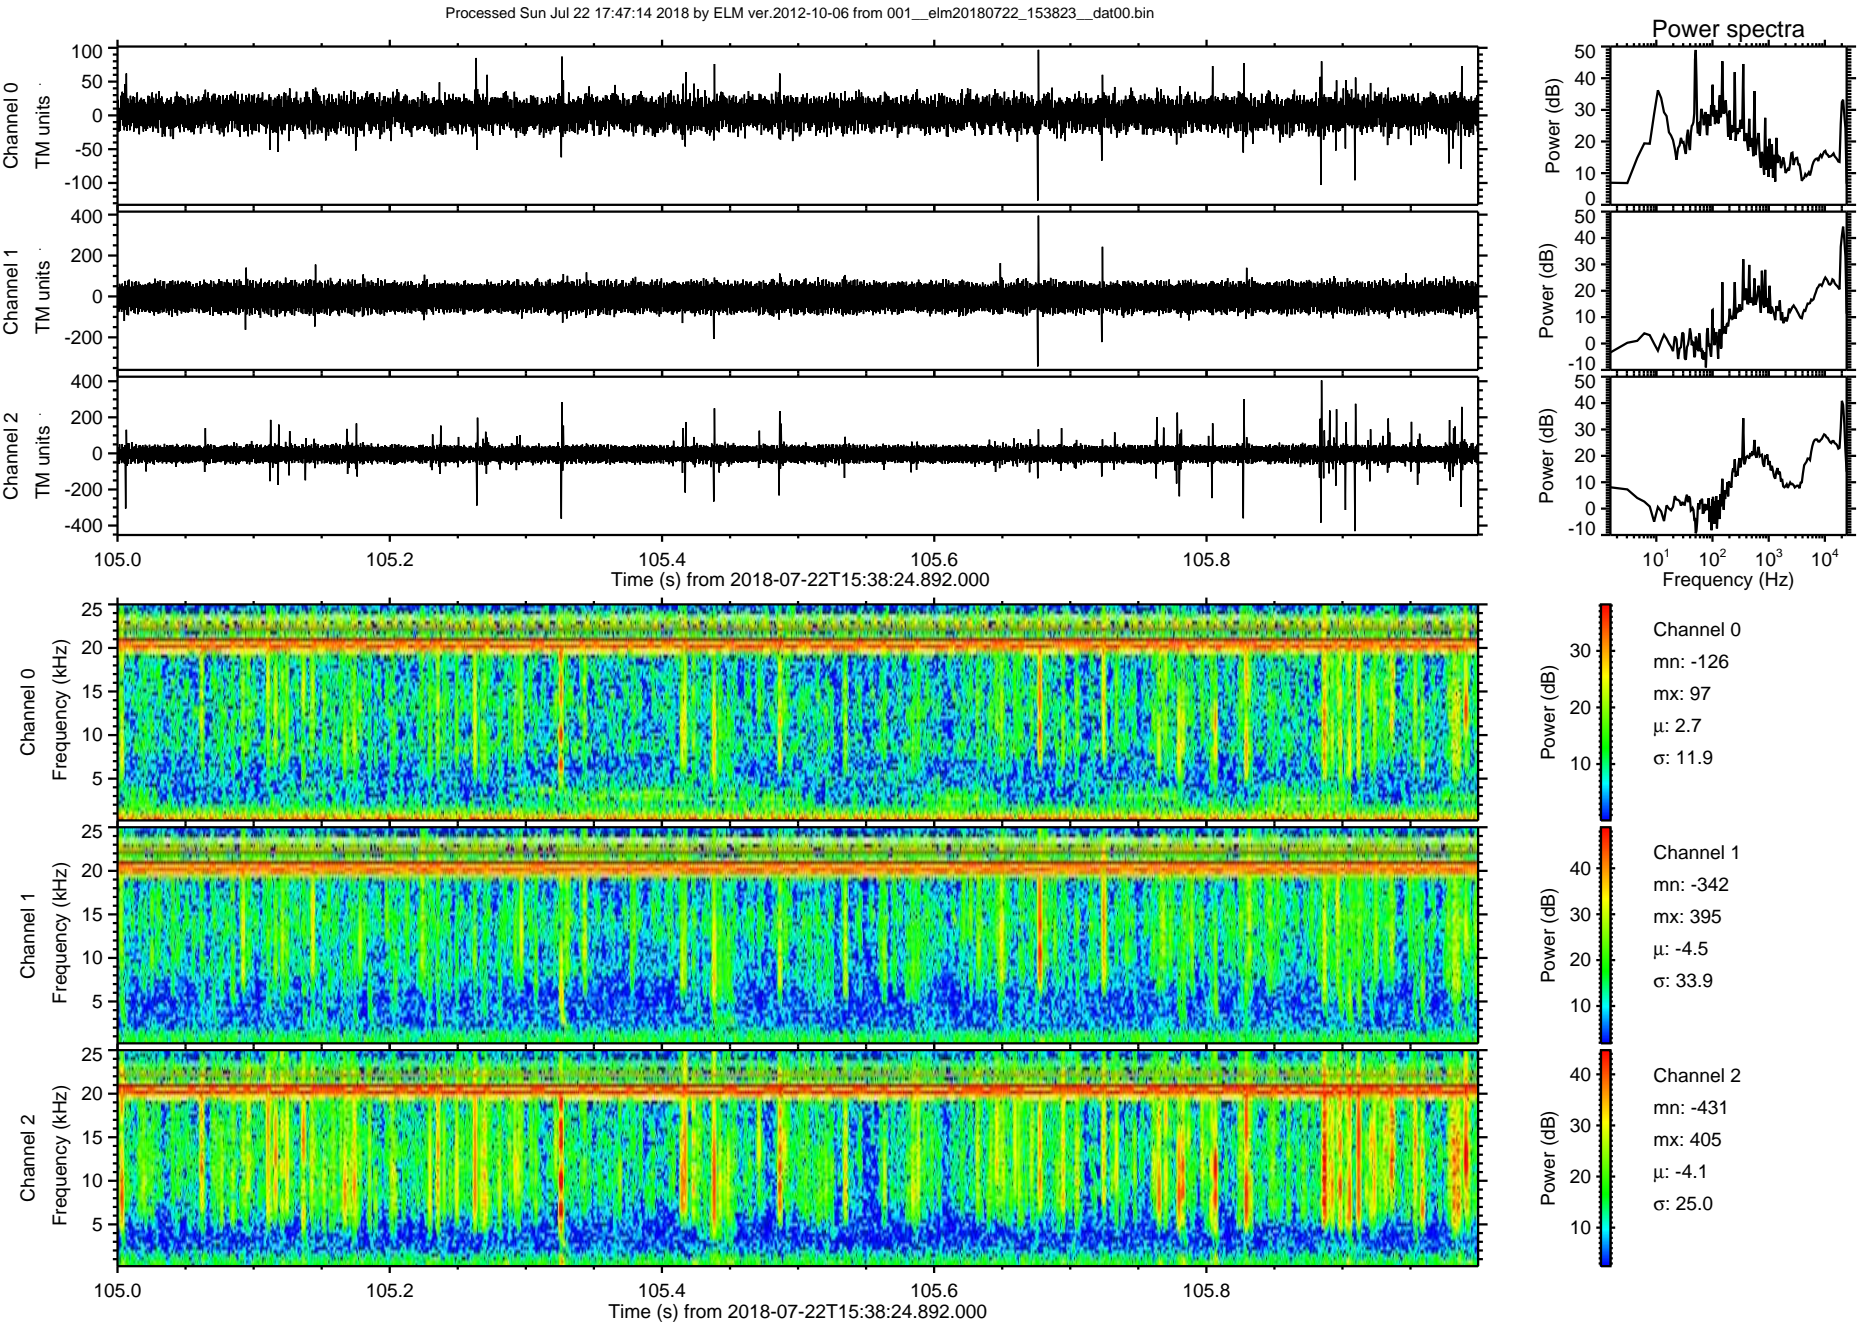 Processed Sun Jul 22 17:47:14 2018 by ELM ver.2012-10-06 from 001__elm20180722_153823__dat00.bin
Power spectra
Channel 0
TM units
100
50
0
-50
-100
Power (dB)
50
40
30
20
10
0
Channel 1
TM units
400
200
0
-200
Power (dB)
50
40
30
20
10
0
-10
Channel 2
TM units
400
200
0
-200
-400
Power (dB)
50
40
30
20
10
0
-10
105.0 105.2 105.4 105.6 105.8
Time (s) from 2018-07-22T15:38:24.892.000
10¹ 10² 10³ 10⁴
Frequency (Hz)
Channel 0
Frequency (kHz)
25
20
15
10
5
Power (dB)
30
20
10
Channel 0
mn: -126
mx: 97
μ: 2.7
σ: 11.9
Channel 1
Frequency (kHz)
25
20
15
10
5
Power (dB)
40
30
20
10
Channel 1
mn: -342
mx: 395
μ: -4.5
σ: 33.9
Channel 2
Frequency (kHz)
25
20
15
10
5
Power (dB)
40
30
20
10
Channel 2
mn: -431
mx: 405
μ: -4.1
σ: 25.0
105.0 105.2 105.4 105.6 105.8
Time (s) from 2018-07-22T15:38:24.892.000